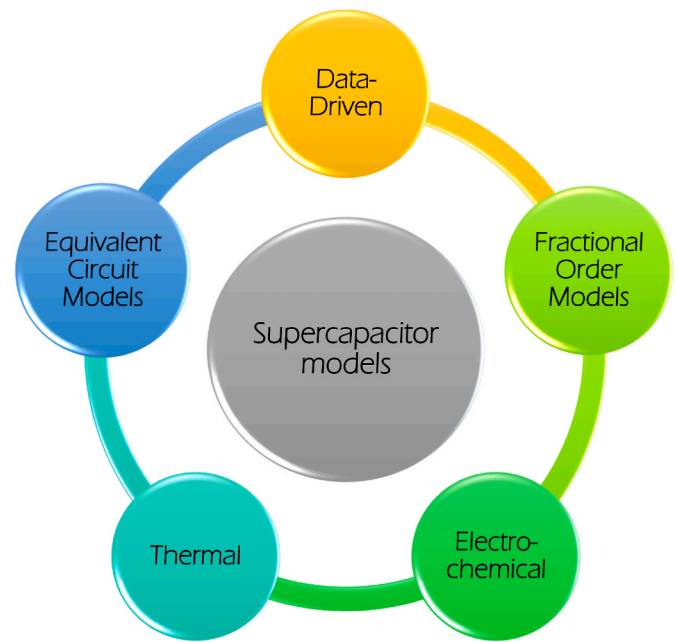 Data-
Driven
Fractional
Order
Models
Electro-
chemical
Thermal
Equivalent
Circuit
Models
Supercapacitor
models